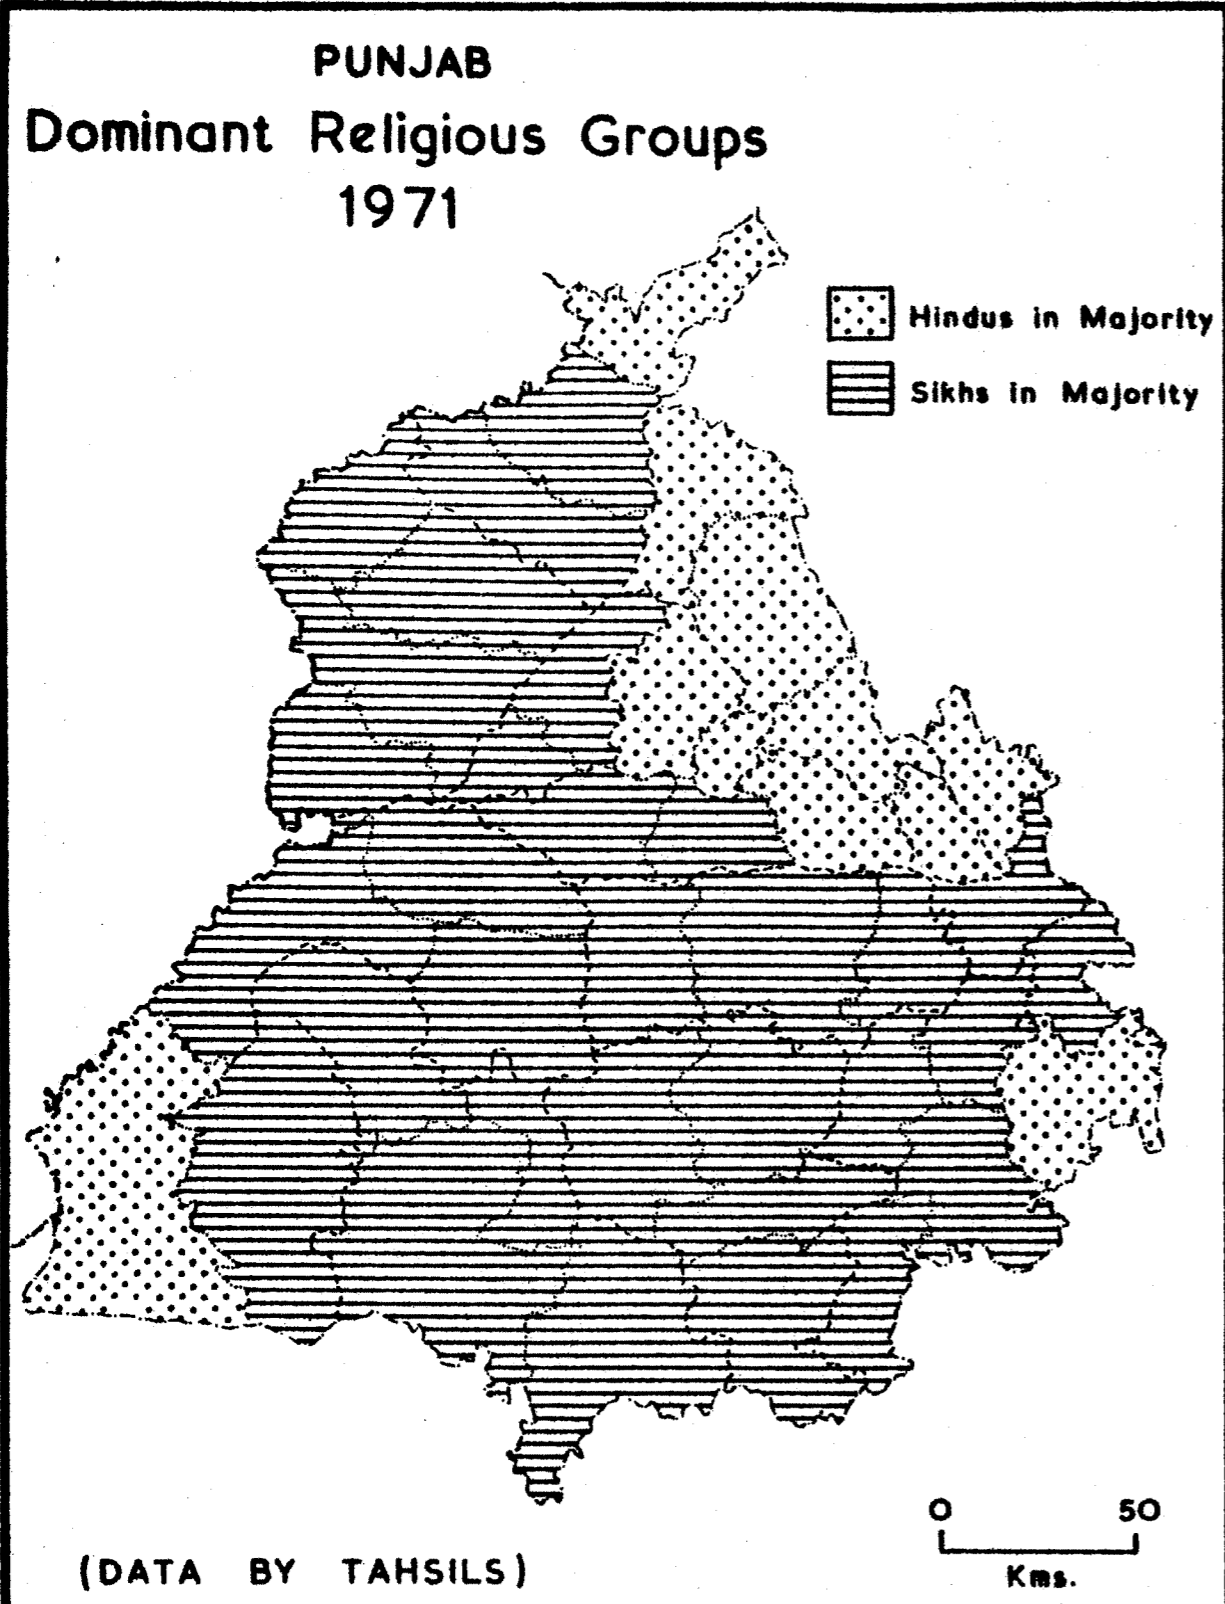 PUNJAB
Dominant Religious Groups
1971
Hindus in Majority
Sikhs in Majority
0 50
Kms.
(DATA BY TAHSILS)